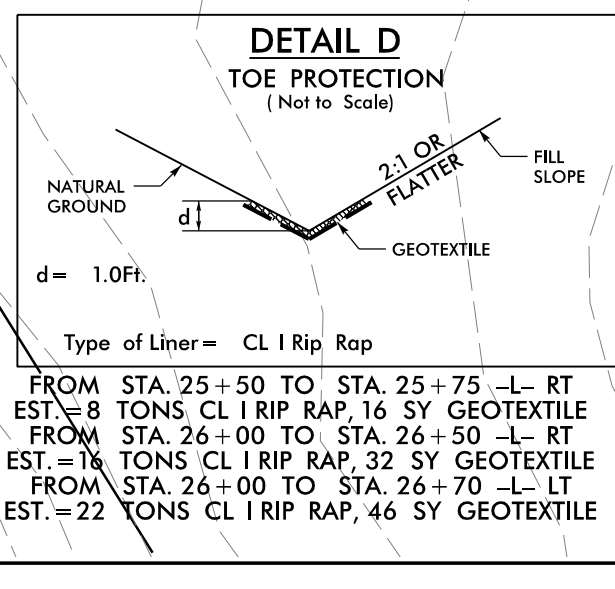 DETAIL D
TOE PROTECTION
( Not to Scale)
2:1 OR
FLATTER
FILL
SLOPE
NATURAL
GROUND
d
GEOTEXTILE
d= 1.0Ft.
Type of Liner= CL I Rip Rap
FROM STA. 25+50 TO STA. 25+75 -L- RT
EST.=8 TONS CL I RIP RAP, 16 SY GEOTEXTILE
FROM STA. 26+00 TO STA. 26+50 -L- RT
EST.=16 TONS CL I RIP RAP, 32 SY GEOTEXTILE
FROM STA. 26+00 TO STA. 26+70 -L- LT
EST.=22 TONS CL I RIP RAP, 46 SY GEOTEXTILE